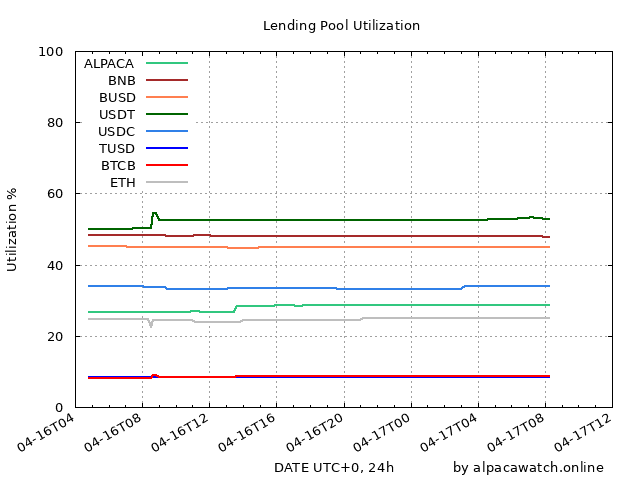 Lending Pool Utilization
100
80
60
40
20
0
Utilization %
ALPACA
BNB
BUSD
USDT
USDC
TUSD
BTCB
ETH
04-16T04
04-16T08
04-16T12
04-16T16
04-16T20
04-17T00
04-17T04
04-17T08
04-17T12
DATE UTC+0, 24h
by alpacawatch.online